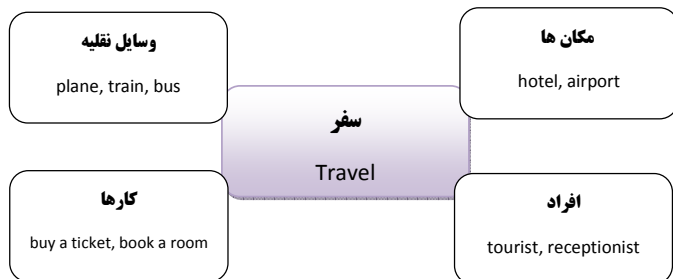 وسایل نقلیه
plane, train, bus
مکان ها
hotel, airport
سفر
Travel
کارها
buy a ticket, book a room
افراد
tourist, receptionist